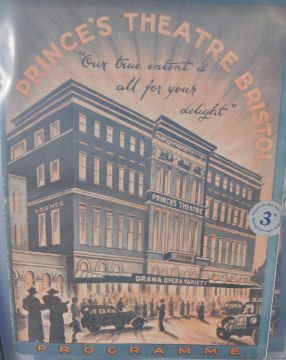 PRINCE'S THEATRE BRISTOL
"Our true intent is
all for your
delight"
PRINCES THEATRE
LOUNGE
3D
DRAMA OPERA VARIETY
PROGRAMME